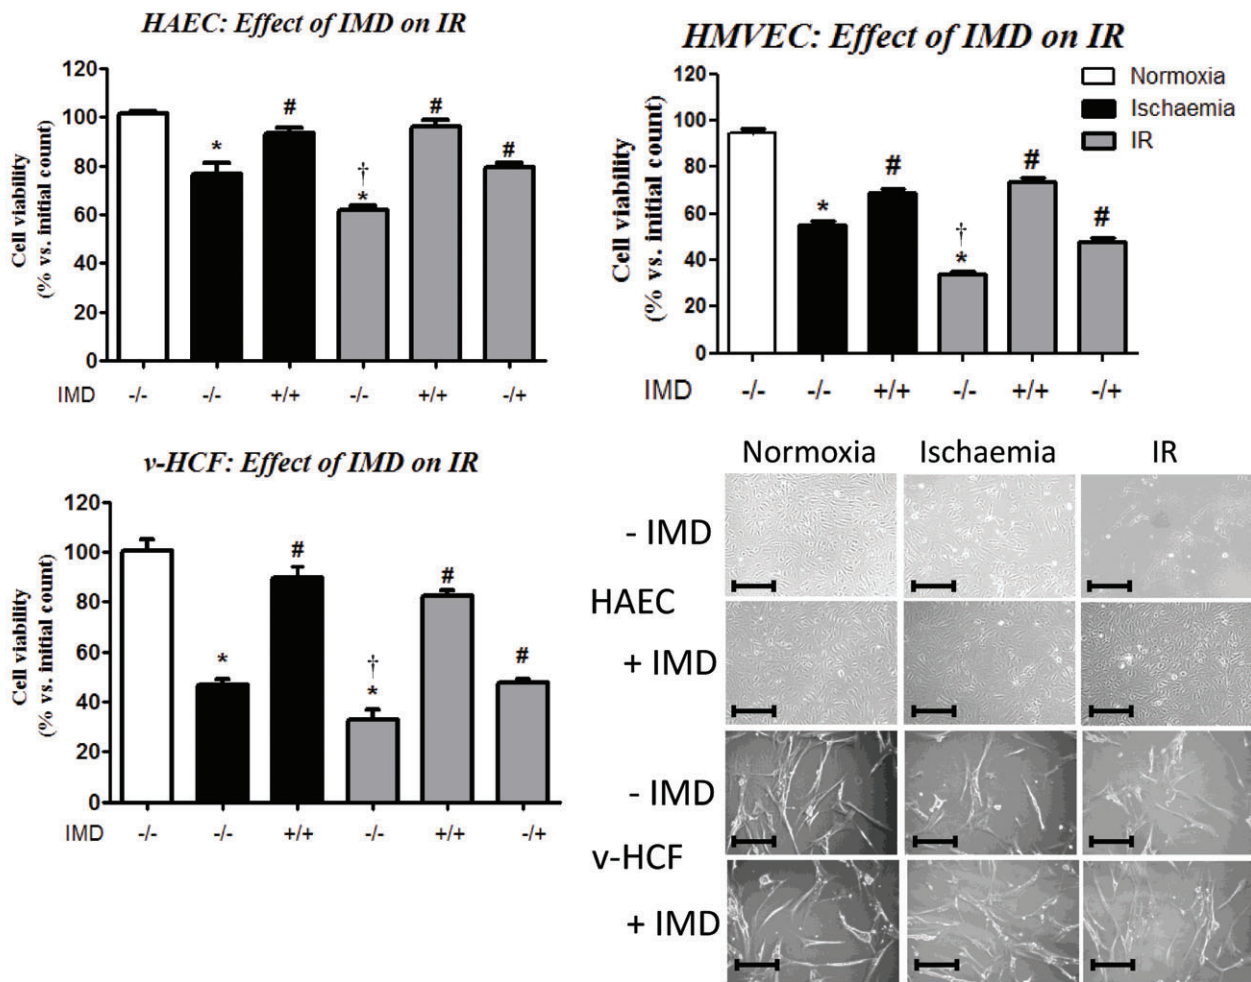 HAEC: Effect of IMD on IR
Cell viability
(% vs. initial count)
120
100
80
60
40
20
0
*
#
†
*
#
#
IMD -/- -/- +/+ -/- +/+ -/+
HMVEC: Effect of IMD on IR
Cell viability
(% vs. initial count)
120
100
80
60
40
20
0
Normoxia
Ischaemia
IR
*
#
†
*
#
#
IMD -/- -/- +/+ -/- +/+ -/+
v-HCF: Effect of IMD on IR
Cell viability
(% vs. initial count)
120
100
80
60
40
20
0
*
#
†
*
#
#
IMD -/- -/- +/+ -/- +/+ -/+
Normoxia Ischaemia IR
- IMD
HAEC
+ IMD
- IMD
v-HCF
+ IMD